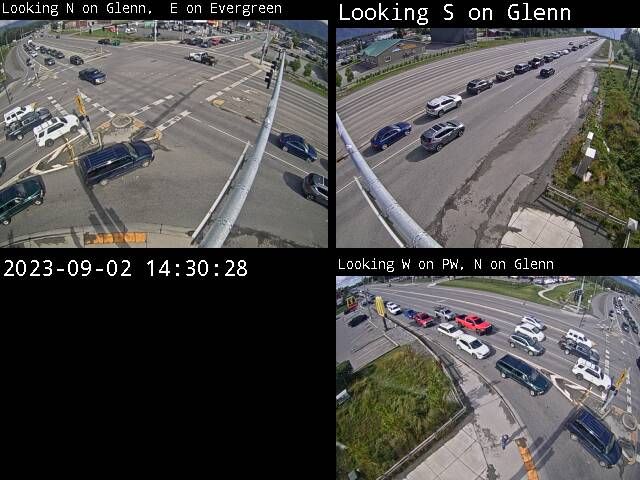 Looking N on Glenn, E on Evergreen
Looking S on Glenn
2023-09-02 14:30:28
Looking W on PW, N on Glenn